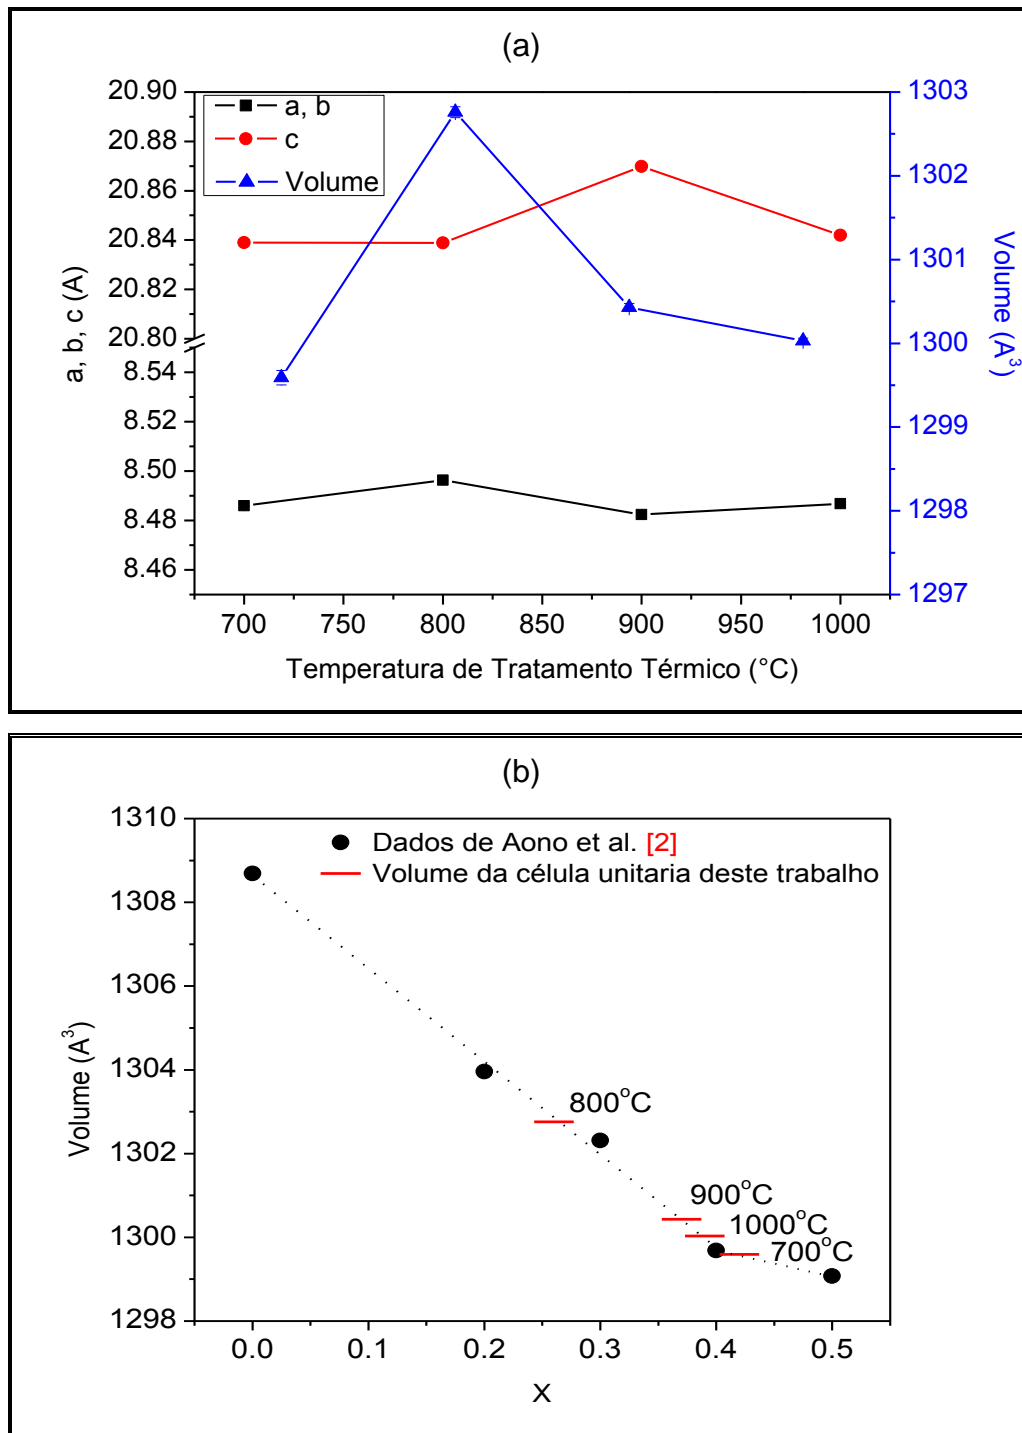 (a)
20.90
20.88
20.86
20.84
20.82
20.80
8.54
8.52
8.50
8.48
8.46
a, b, c (A)
a, b
c
Volume
1303
1302
1301
1300
1299
1298
1297
Volume (A³)
700 750 800 850 900 950 1000
Temperatura de Tratamento Térmico (°C)
(b)
1310
1308
1306
1304
1302
1300
1298
Volume (A³)
Dados de Aono et al. [2]
Volume da célula unitaria deste trabalho
800°C
900°C
1000°C
700°C
0.0 0.1 0.2 0.3 0.4 0.5
X